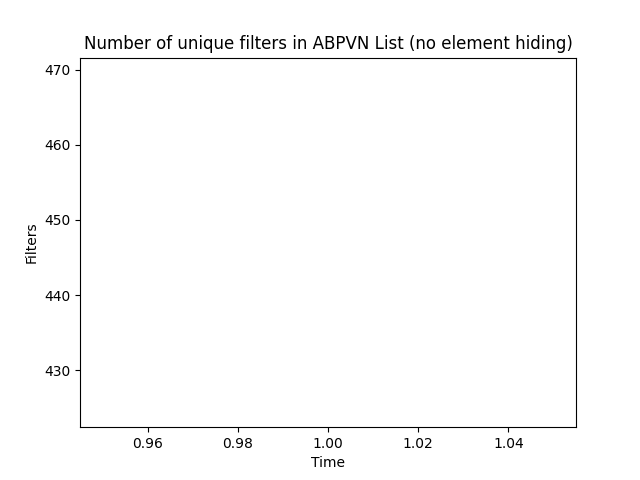 Number of unique filters in ABPVN List (no element hiding)
470
460
450
440
430
Filters
0.96 0.98 1.00 1.02 1.04
Time